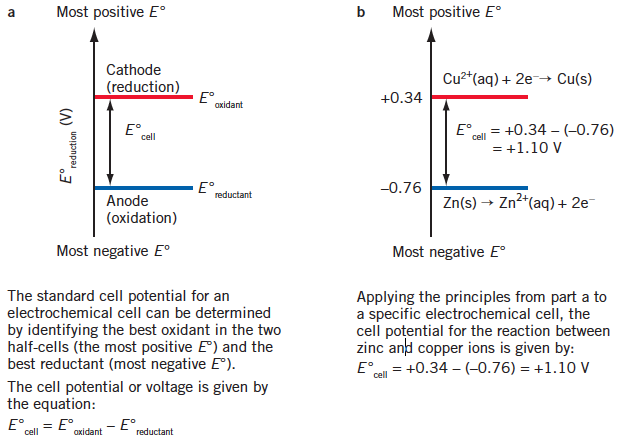 a
Most positive E°
Cathode
(reduction)
E°oxidant
E°cell
E°reduction (V)
E°reductant
Anode
(oxidation)
Most negative E°
The standard cell potential for an
electrochemical cell can be determined
by identifying the best oxidant in the two
half-cells (the most positive E°) and the
best reductant (most negative E°).
The cell potential or voltage is given by
the equation:
E°cell = E°oxidant – E°reductant
b
Most positive E°
Cu²⁺(aq) + 2e⁻ → Cu(s)
+0.34
E°cell = +0.34 – (–0.76)
= +1.10 V
–0.76
Zn(s) → Zn²⁺(aq) + 2e⁻
Most negative E°
Applying the principles from part a to
a specific electrochemical cell, the
cell potential for the reaction between
zinc and copper ions is given by:
E°cell = +0.34 – (–0.76) = +1.10 V